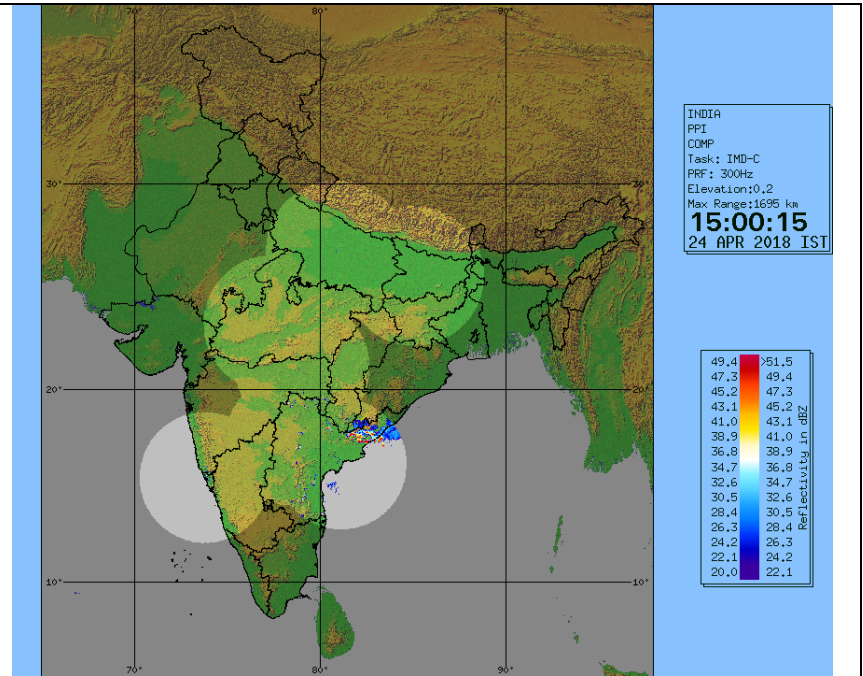 70° 80° 90°
INDIA
PPI
COMP
Task: IMD-C
PRF: 300Hz
Elevation:0.2
Max Range:1695 km
15:00:15
24 APR 2018 IST
30° 30°
49.4 >51.5
47.3 49.4
45.2 47.3
43.1 45.2
41.0 43.1
38.9 41.0
36.8 38.9
34.7 36.8
32.6 34.7
30.5 32.6
28.4 30.5
26.3 28.4
24.2 26.3
22.1 24.2
20.0 22.1
Reflectivity in dBZ
20° 20°
10° 10°
70° 80° 90°